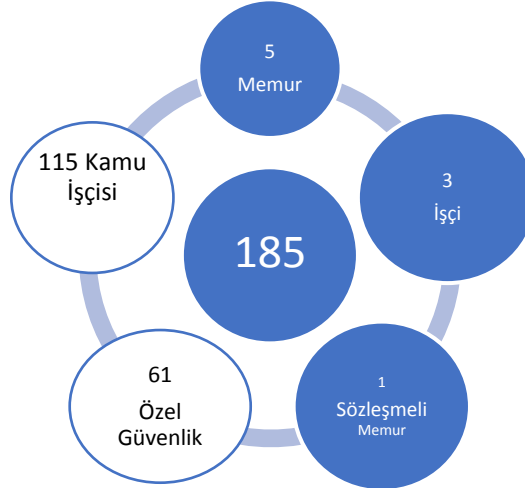 5
Memur
115 Kamu
İşçisi
3
İşçi
185
61
Özel
Güvenlik
1
Sözleşmeli
Memur